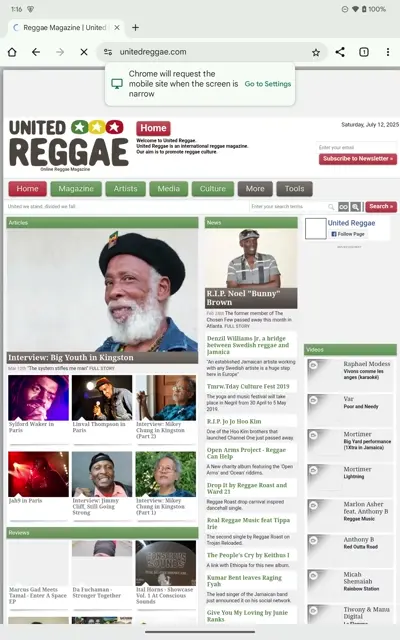 1:16
100%
Reggae Magazine | United
unitedreggae.com
1
Chrome will request the
mobile site when the screen is
narrow
Go to Settings
UNITED
REGGAE
Online Reggae Magazine
Home
Welcome to United Reggae.
United Reggae is an international reggae magazine.
Our aim is to promote reggae culture.
Saturday, July 12, 2025
Enter your email
Subscribe to Newsletter »
Home
Magazine
Artists
Media
Culture
More
Tools
United we stand, divided we fall
Enter your search terms
Search »
Articles
Interview: Big Youth in Kingston
"The system stifles me man" FULL STORY
Sylford Walker in
Paris
Linval Thompson in
Paris
Interview: Mikey
Chung in Kingston
(Part 2)
Jah9 in Paris
Interview: Jimmy
Cliff, Still Going
Strong
Interview: Mikey
Chung in Kingston
(Part 1)
Reviews
Marcus Gad Meets
Tamal - Enter A Space
EP
Da Fuchaman -
Stronger Together
Ital Horns - Showcase
Vol. 1 At Conscious
Sounds
News
R.I.P. Noel "Bunny"
Brown
The former member of The
Chosen Few passed away this month in
Atlanta. FULL STORY
Denzil Williams Jr, a bridge
between Swedish reggae and
Jamaica
"An established Jamaican artists working
with any Swedish artists is a huge step
here in Europe"
Tmrw.Tday Culture Fest 2019
The yoga and music festival will take
place in Negril from 30 April to 5 May
2019.
R.I.P. Jo Jo Hoo Kim
One of the Hoo Kim brothers that
launched Channel One just passed away
Open Arms Project - Reggae
Can Help
A New charity album featuring the 'Open
Arms' and 'Ocean' riddims.
Drop It by Reggae Roast and
Ward 21
Reggae Roast drop carnival inspired
dancehall single.
Real Reggae Music feat Tippa
Irie
The second single by Reggae Roast on
Trojan Reloaded.
The People's Cry by Keithus I
A link with Ethiopia for this new album.
Kumar Bent leaves Raging
Fyah
The lead singer of the Jamaican band
just announced it on his social network.
Give You My Loving by Junie
Ranks
United Reggae
Follow Page
ADVERTISEMENT
Videos
Raphael Modess
Vivons comme les
anges (karaoké)
Var
Poor and Needy
Mortimer
Big Yard performance
(1Xtra in Jamaica)
Mortimer
Lightning
Marlon Asher
feat. Anthony B
Reggae Music
Anthony B
Red Outta Road
Micah
Shemaiah
Rainbow Station
Tiwony & Manu
Digital